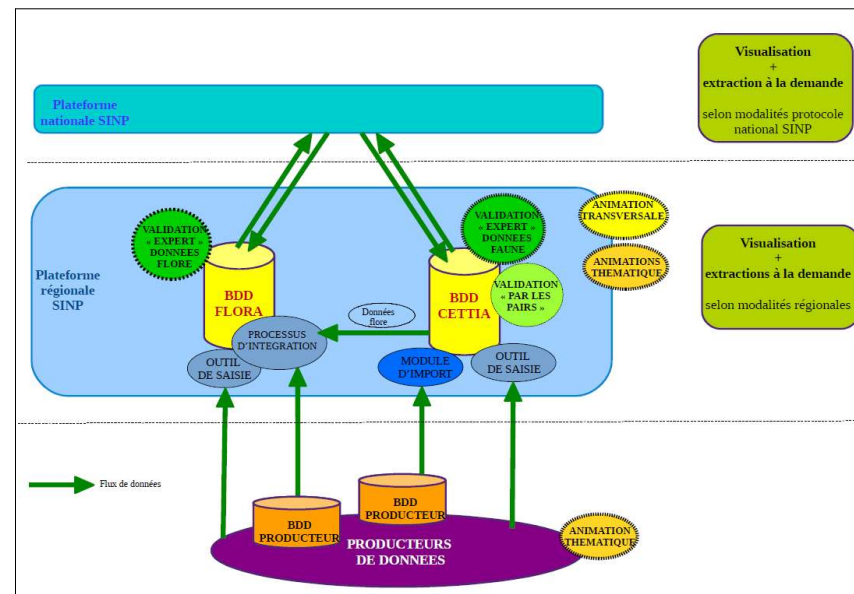 Visualisation
+
extraction à la demande
selon modalités protocole
national SINP
Plateforme
nationale SINP
ANIMATION
TRANSVERSALE
VALIDATION
« EXPERT »
DONNEES
FAUNE
VALIDATION
« EXPERT »
DONNEES
FLORE
Visualisation
+
extractions à la demande
selon modalités régionales
ANIMATIONS
THEMATIQUE
Plateforme
régionale
SINP
BDD
FLORA
BDD
CETTIA
VALIDATION
« PAR LES
PAIRS »
Données
flore
PROCESSUS
D'INTEGRATION
OUTIL
DE SAISIE
MODULE
D'IMPORT
OUTIL
DE SAISIE
Flux de données
BDD
PRODUCTEUR
BDD
PRODUCTEUR
ANIMATION
THEMATIQUE
PRODUCTEURS
DE DONNEES